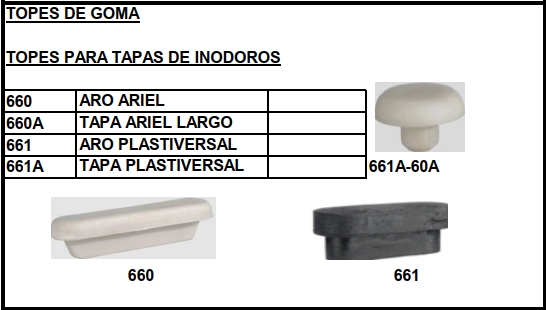 TOPES DE GOMA
TOPES PARA TAPAS DE INODOROS
660 ARO ARIEL
660A TAPA ARIEL LARGO
661 ARO PLASTIVERSAL
661A TAPA PLASTIVERSAL
661A-60A
660 661